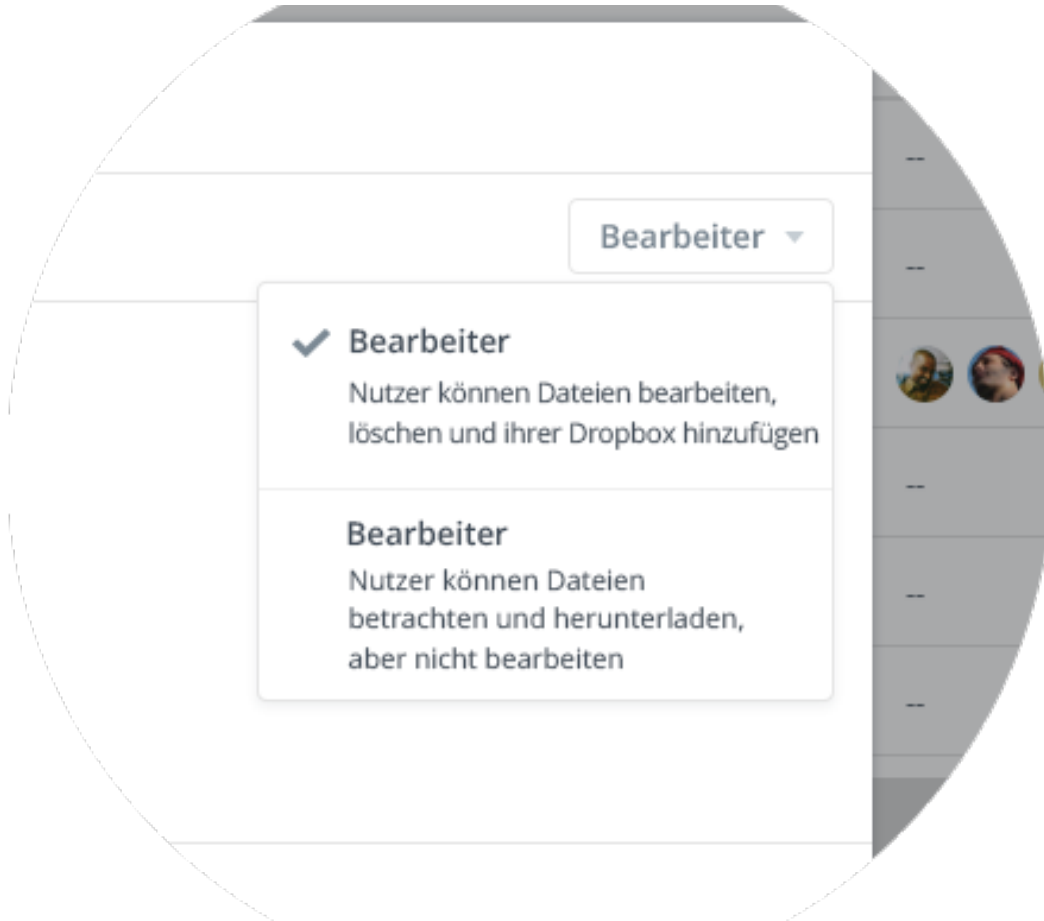 Bearbeiter
Bearbeiter
Nutzer können Dateien bearbeiten,
löschen und ihrer Dropbox hinzufügen
Bearbeiter
Nutzer können Dateien
betrachten und herunterladen,
aber nicht bearbeiten
--
--
--
--
--